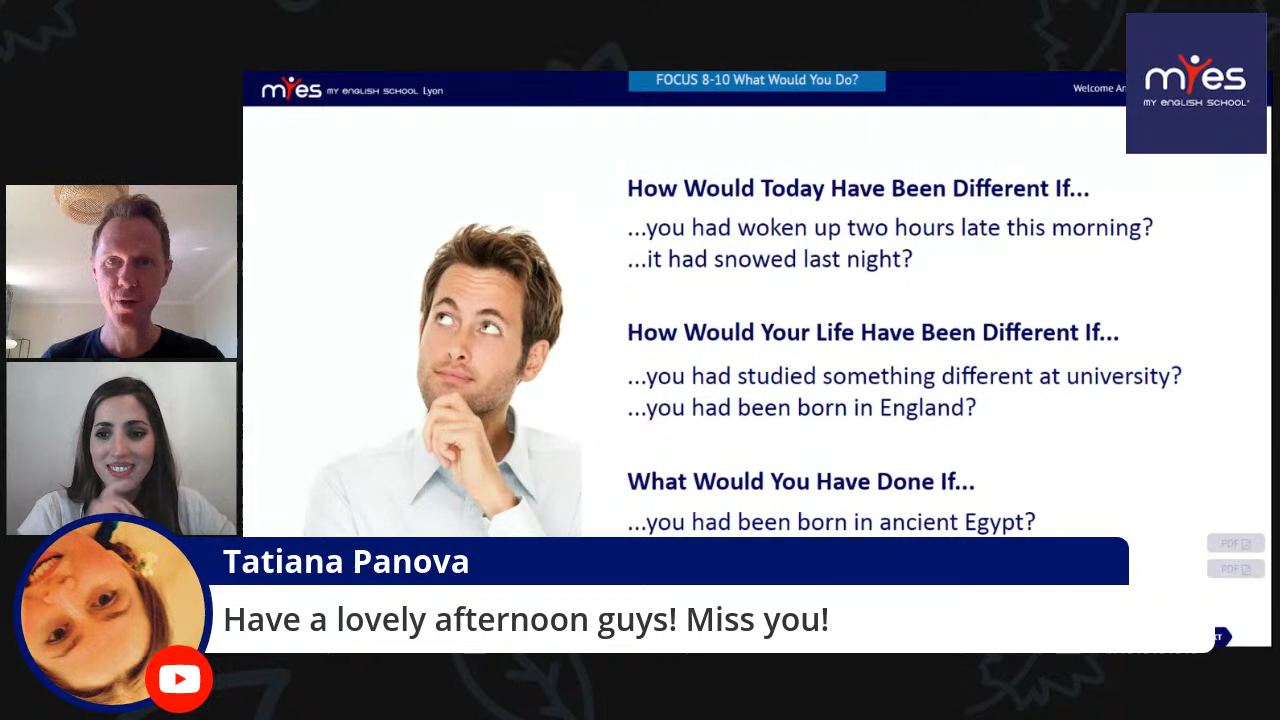 FOCUS 8-10 What Would You Do?
myes MY ENGLISH SCHOOL Lyon
Welcome
myes
MY ENGLISH SCHOOL
How Would Today Have Been Different If...
...you had woken up two hours late this morning?
...it had snowed last night?
How Would Your Life Have Been Different If...
...you had studied something different at university?
...you had been born in England?
What Would You Have Done If...
...you had been born in ancient Egypt?
PDF
PDF
Tatiana Panova
Have a lovely afternoon guys! Miss you!